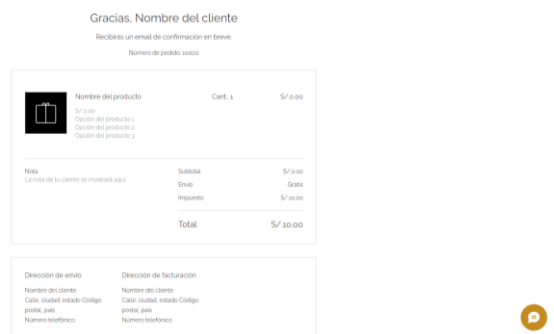 Gracias, Nombre del cliente
Recibirás un email de confirmación en breve.
Número de pedido: 10000
Nombre del producto Cant.: 1 S/ 0.00
S/ 0.00
Opción del producto 1
Opción del producto 2
Opción del producto 3
Nota
La nota de tu cliente se mostrará aquí
Subtotal S/ 0.00
Envío Gratis
Impuesto S/ 10.00
Total S/ 10.00
Dirección de envío
Nombre del cliente
Calle, ciudad, estado Código
postal, país
Número telefónico
Dirección de facturación
Nombre del cliente
Calle, ciudad, estado Código
postal, país
Número telefónico